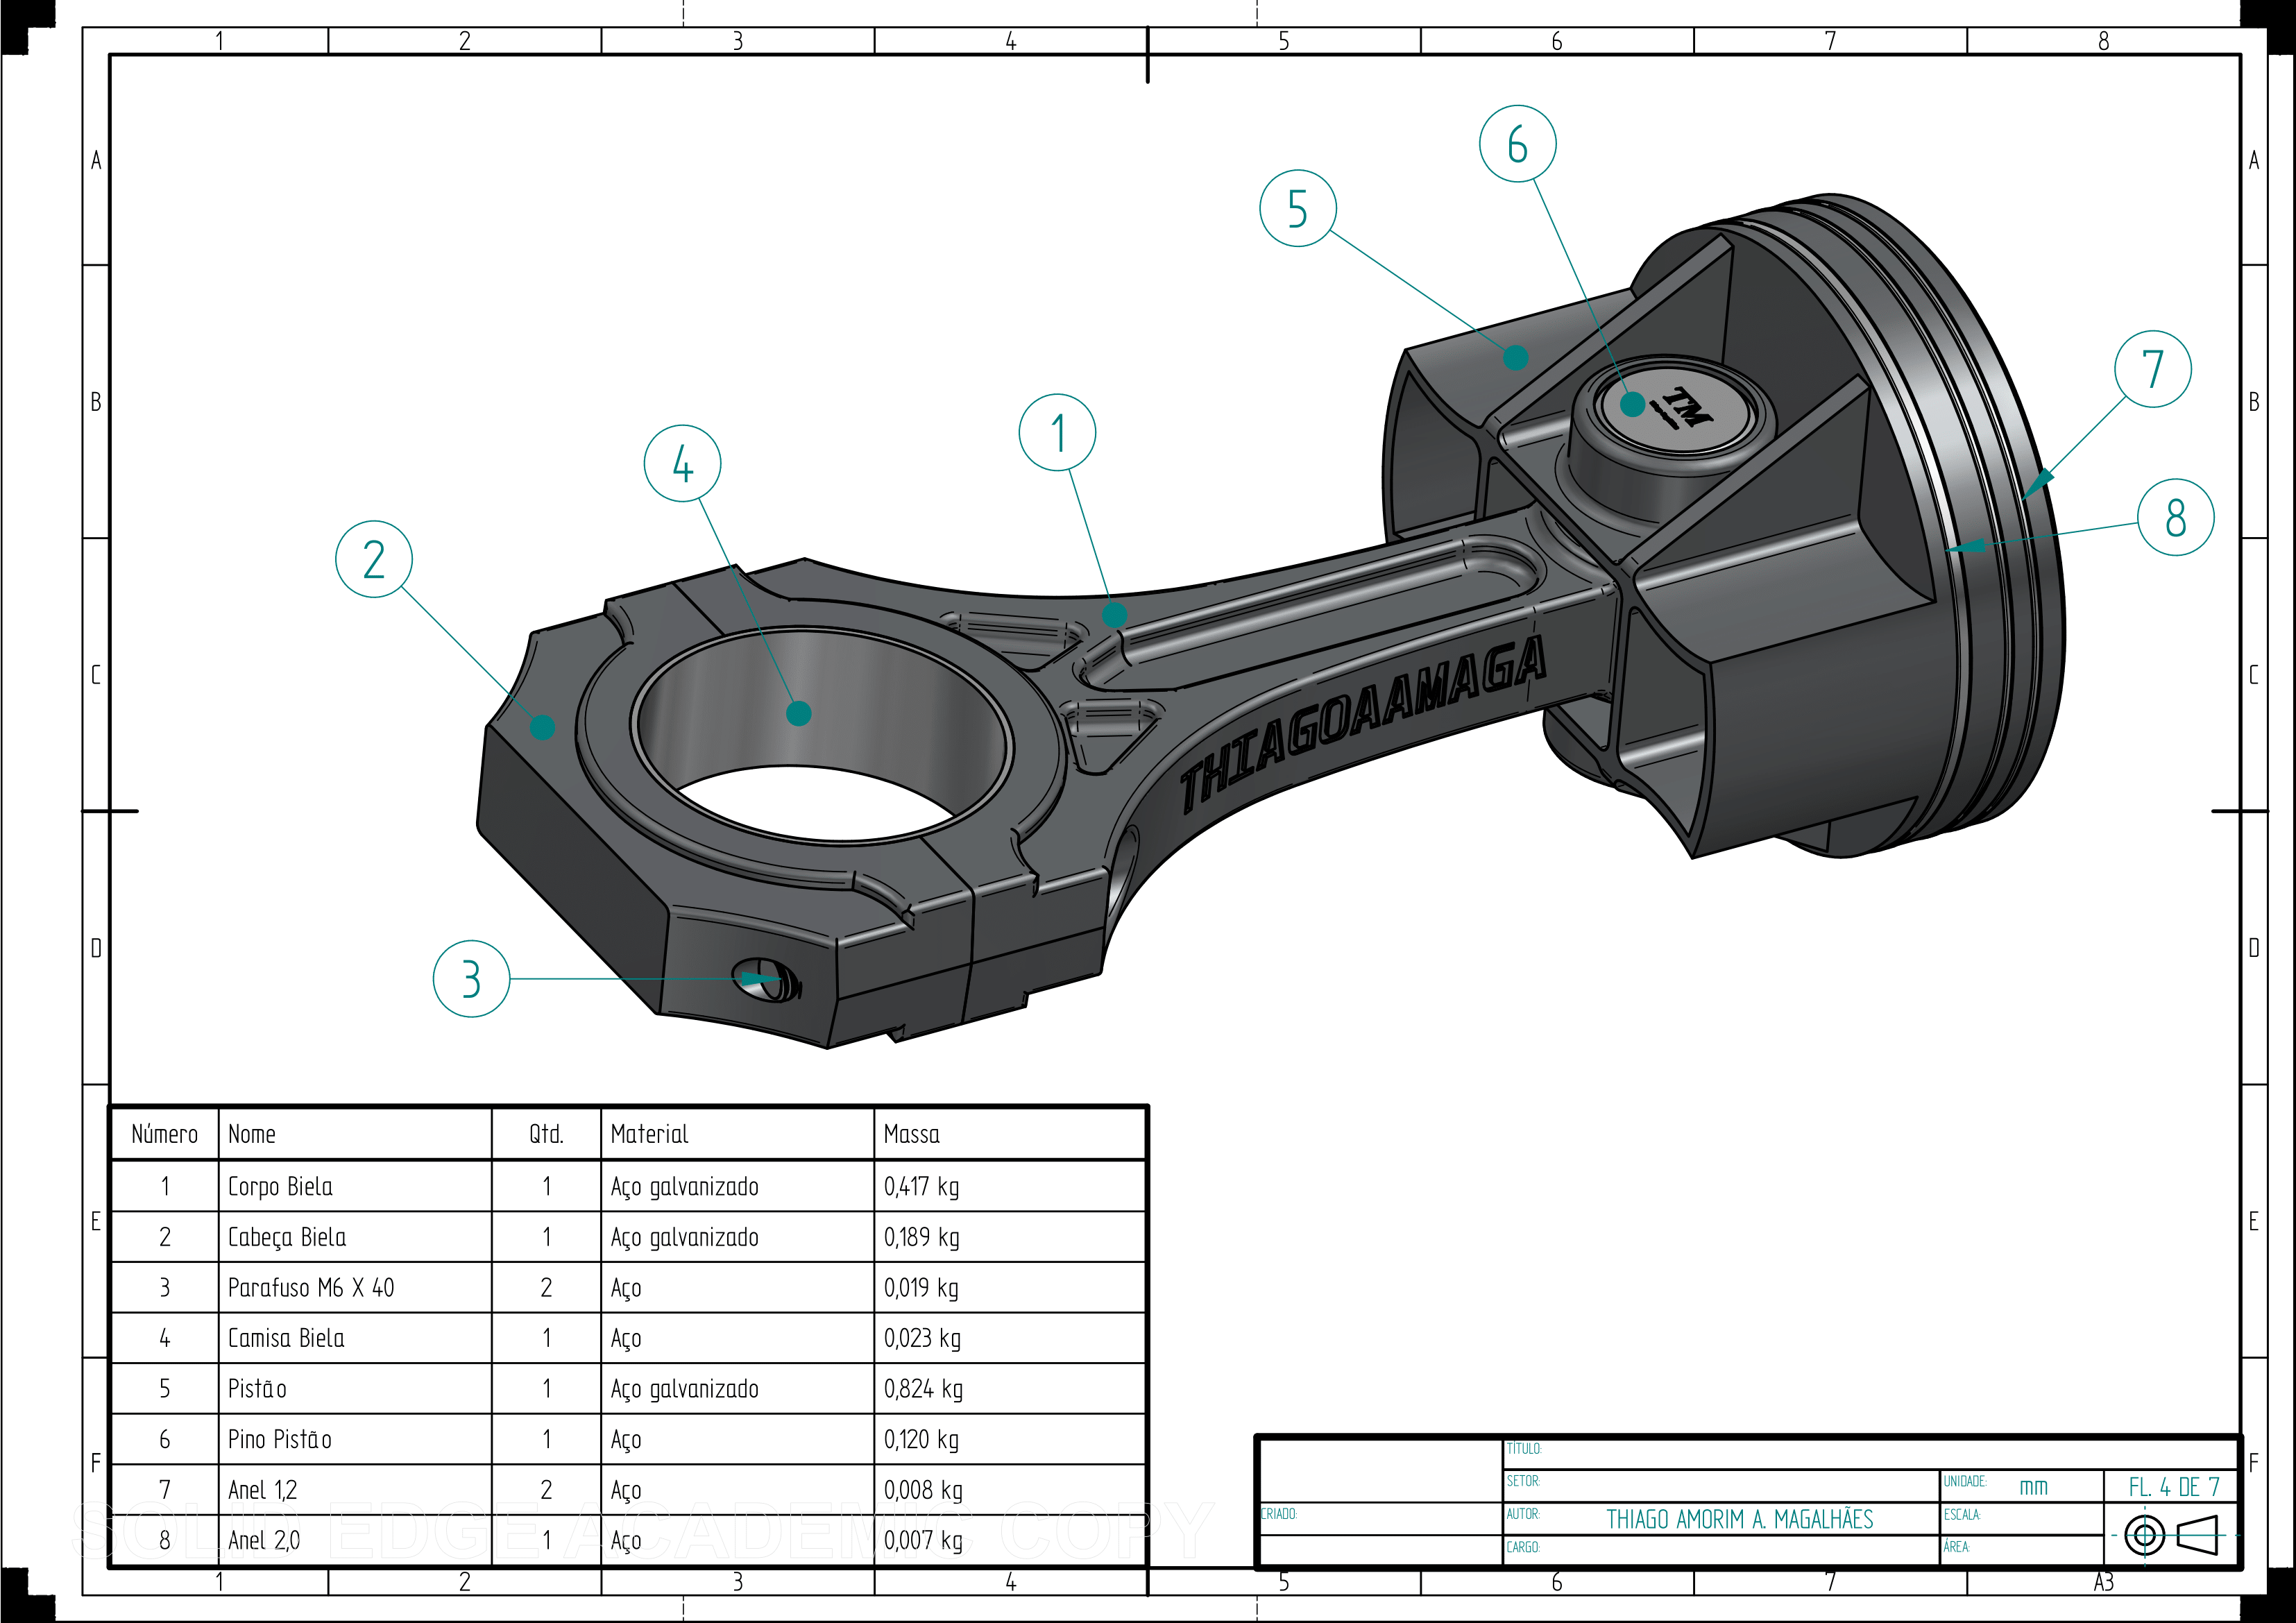 1 2 3 4 5 6 7 8
A A
6
5
7
B B
1
4
8
2
C C
THIAGOAAMAGA
TM
D D
3
Número Nome Qtd. Material Massa
1 Corpo Biela 1 Aço galvanizado 0,417 kg
2 Cabeça Biela 1 Aço galvanizado 0,189 kg
3 Parafuso M6 X 40 2 Aço 0,019 kg
4 Camisa Biela 1 Aço 0,023 kg
5 Pistão 1 Aço galvanizado 0,824 kg
6 Pino Pistão 1 Aço 0,120 kg
7 Anel 1,2 2 Aço 0,008 kg
8 Anel 2,0 1 Aço 0,007 kg
E E
F F
SOLID EDGE ACADEMIC COPY
TÍTULO:
SETOR: UNIDADE: mm FL. 4 DE 7
CRIADO: AUTOR: THIAGO AMORIM A. MAGALHÃES ESCALA:
CARGO: ÁREA:
1 2 3 4 5 6 7 A3